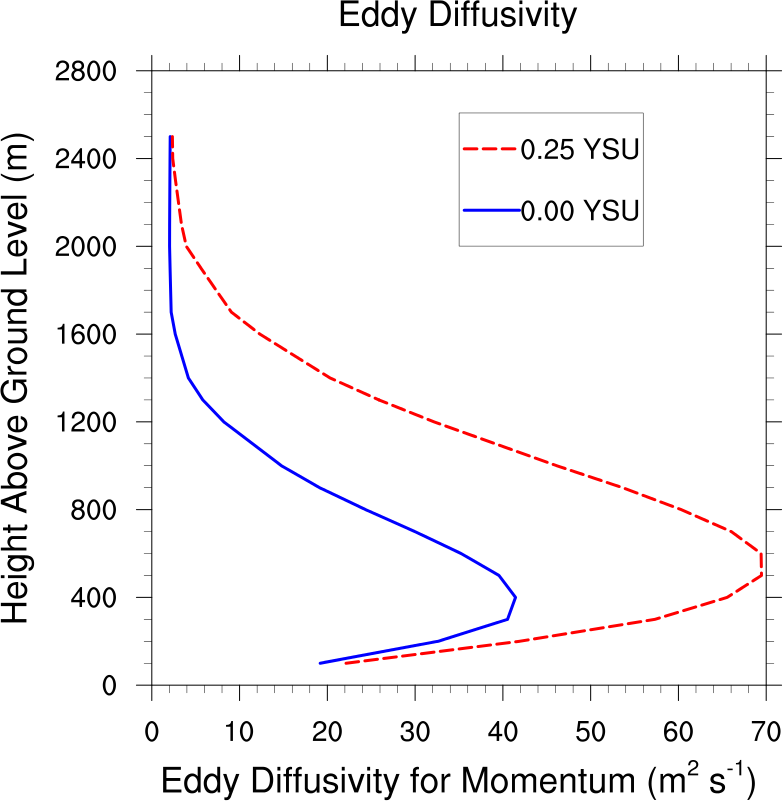 Eddy Diffusivity
2800
2400
2000
1600
1200
800
400
0
Height Above Ground Level (m)
0.25 YSU
0.00 YSU
0 10 20 30 40 50 60 70
Eddy Diffusivity for Momentum (m² s⁻¹)